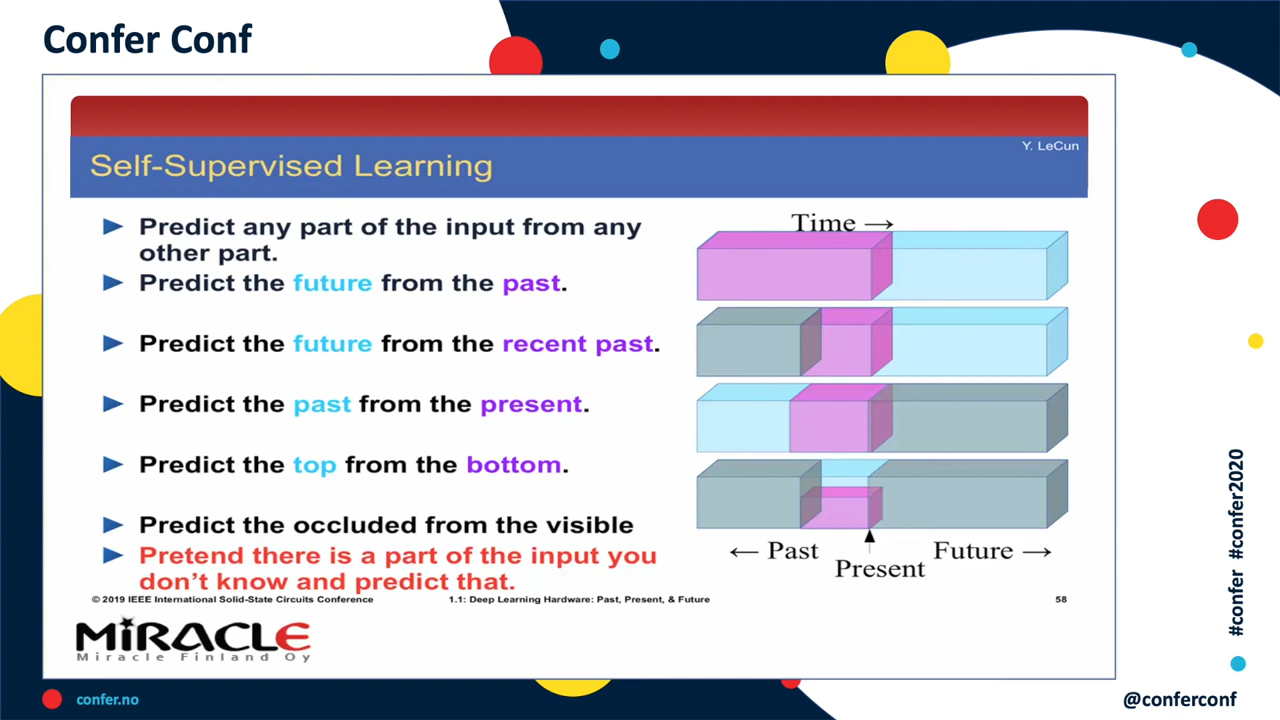 Confer Conf
Y. LeCun
Self-Supervised Learning
Predict any part of the input from any
other part.
Predict the future from the past.
Predict the future from the recent past.
Predict the past from the present.
Predict the top from the bottom.
Predict the occluded from the visible
Pretend there is a part of the input you
don't know and predict that.
Time →
← Past
Present
Future →
© 2019 IEEE International Solid-State Circuits Conference
1.1: Deep Learning Hardware: Past, Present, & Future
58
MiRACLE
Miracle Finland Oy
#confer #confer2020
confer.no
@conferconf